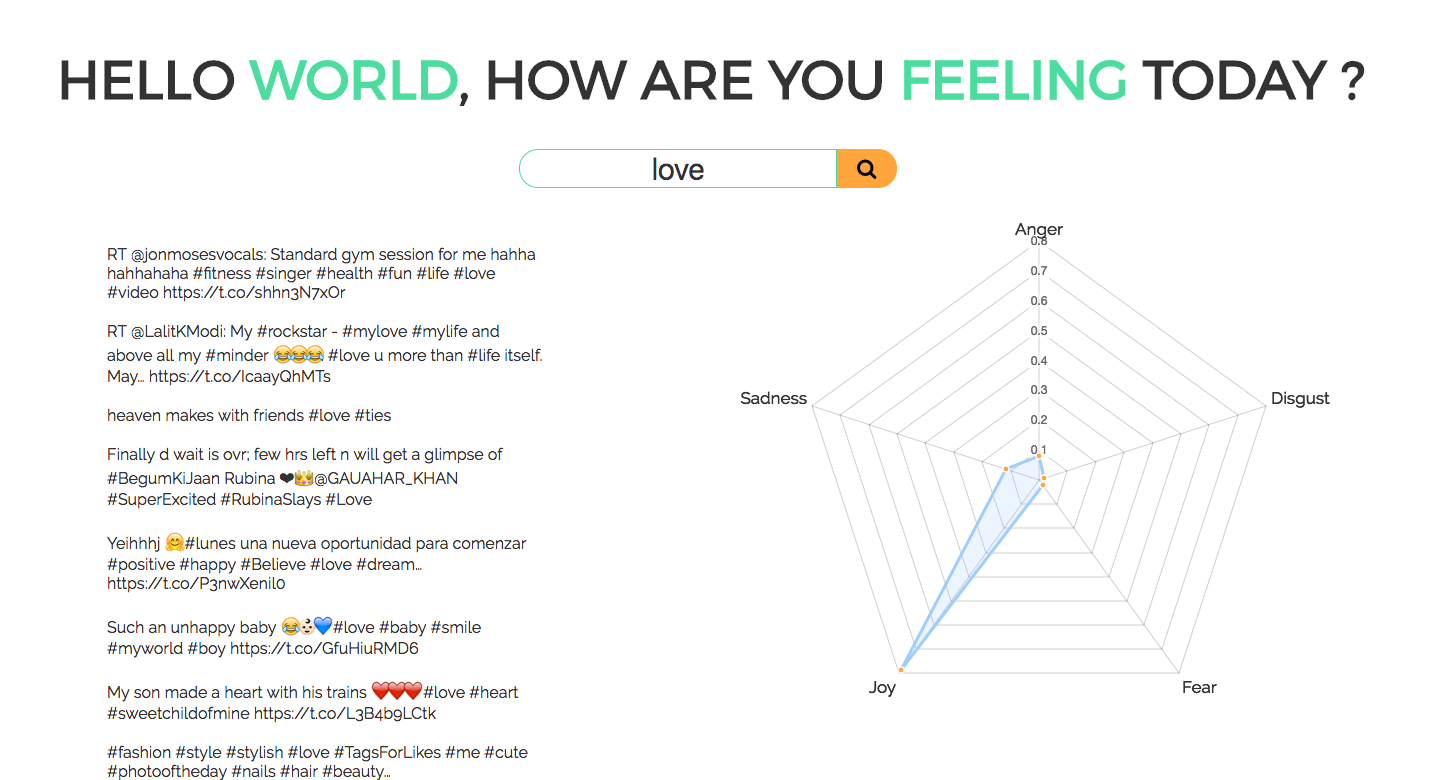 HELLO WORLD, HOW ARE YOU FEELING TODAY ?
love
RT @jonmosesvocals: Standard gym session for me hahha
hahhahaha #fitness #singer #health #fun #life #love
#video https://t.co/shhn3N7xOr
RT @LalitKModi: My #rockstar - #mylove #mylife and
above all my #minder 😂😂😂 #love u more than #life itself.
May… https://t.co/IcaayQhMTs
heaven makes with friends #love #ties
Finally d wait is ovr; few hrs left n will get a glimpse of
#BegumKiJaan Rubina ❤👑@GAUAHAR_KHAN
#SuperExcited #RubinaSlays #Love
Yeihhhj 🤗#lunes una nueva oportunidad para comenzar
#positive #happy #Believe #love #dream…
https://t.co/P3nwXenil0
Such an unhappy baby 😂👶🏻💙#love #baby #smile
#myworld #boy https://t.co/GfuHiuRMD6
My son made a heart with his trains ❤️❤️❤️#love #heart
#sweetchildofmine https://t.co/L3B4b9LCtk
#fashion #style #stylish #love #TagsForLikes #me #cute
#photooftheday #nails #hair #beauty…
Anger
0.8
0.7
0.6
0.5
0.4
0.3
0.2
0.1
Sadness
Disgust
Joy
Fear